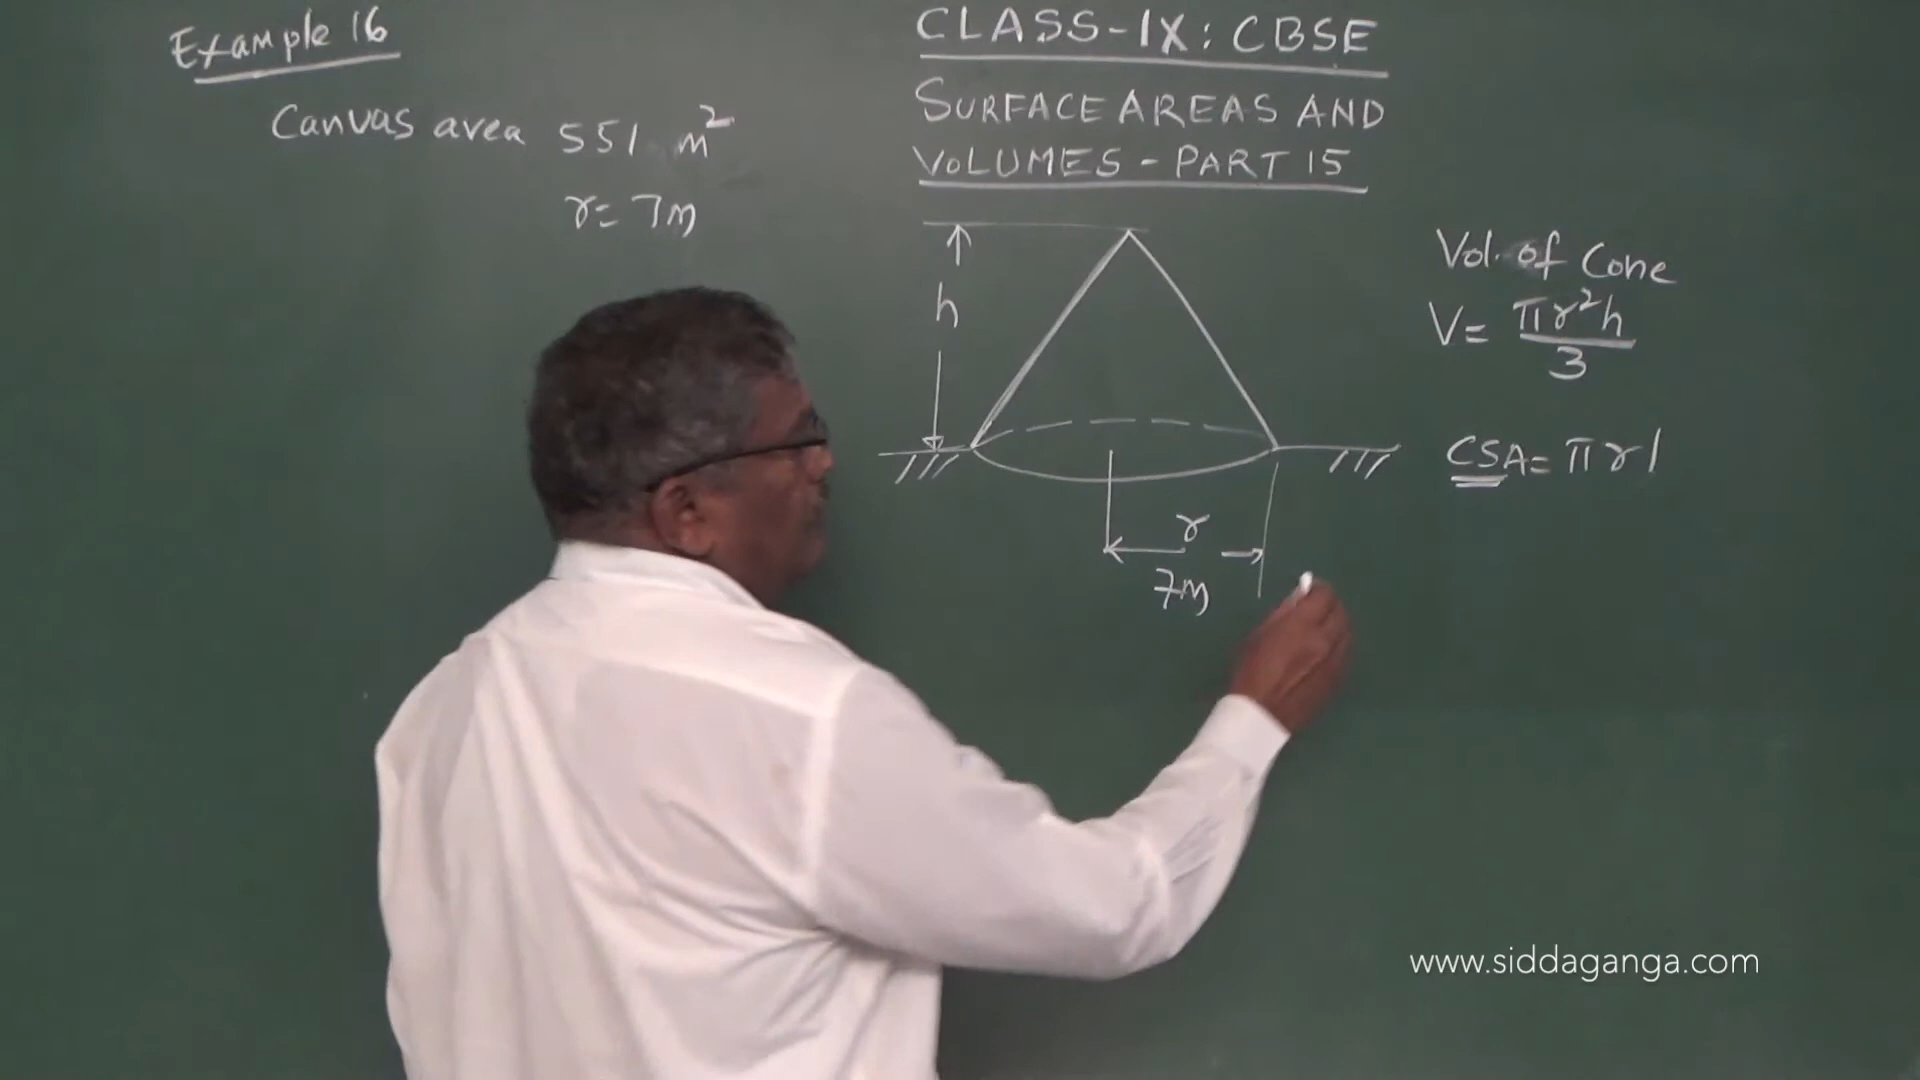 Example 16
Canvas area 551 m²
r = 7m
CLASS-IX: CBSE
SURFACE AREAS AND
VOLUMES - PART 15
h
r
7m
Vol. of Cone
V = πr²h
3
CSA = πrl
www.siddaganga.com